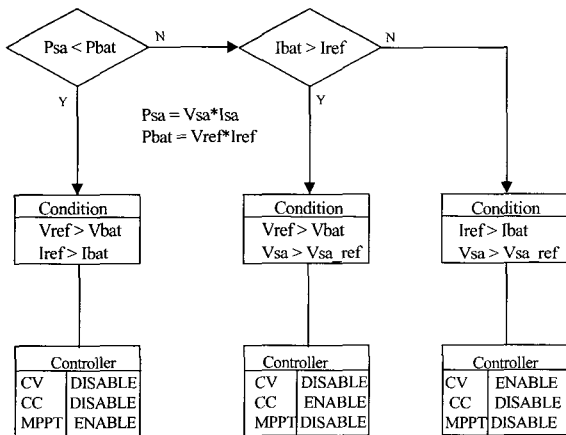 Psa < Pbat
N
Ibat > Iref
N
Y
Y
Psa = Vsa*Isa
Pbat = Vref*Iref
Condition
Vref > Vbat
Iref > Ibat
Condition
Vref > Vbat
Vsa > Vsa_ref
Condition
Iref > Ibat
Vsa > Vsa_ref
Controller
CV DISABLE
CC DISABLE
MPPT ENABLE
Controller
CV DISABLE
CC ENABLE
MPPT DISABLE
Controller
CV ENABLE
CC DISABLE
MPPT DISABLE